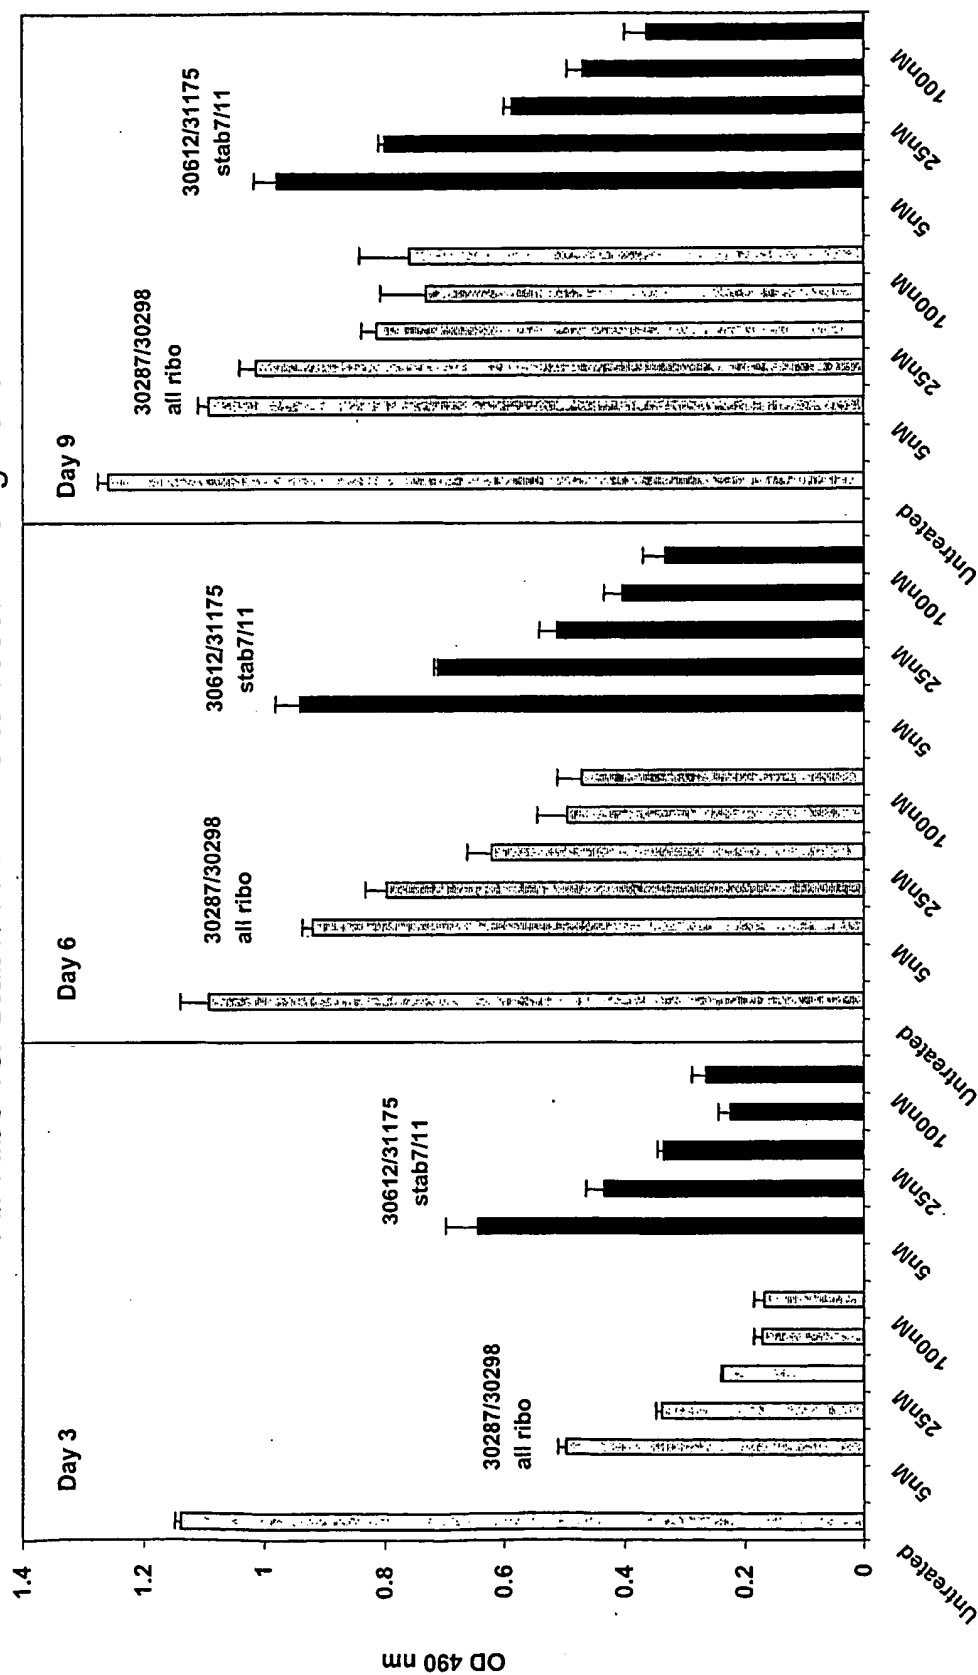 Day 3
Day 6
Day 9
30287/30298
all ribo
30612/31175
stab7/11
30287/30298
all ribo
30612/31175
stab7/11
30287/30298
all ribo
30612/31175
stab7/11
OD 490 nm
1.4
1.2
1
0.8
0.6
0.4
0.2
0
Untreated
5nM
25nM
100nM
5nM
25nM
100nM
Untreated
5nM
25nM
100nM
5nM
25nM
100nM
Untreated
5nM
25nM
100nM
5nM
25nM
100nM